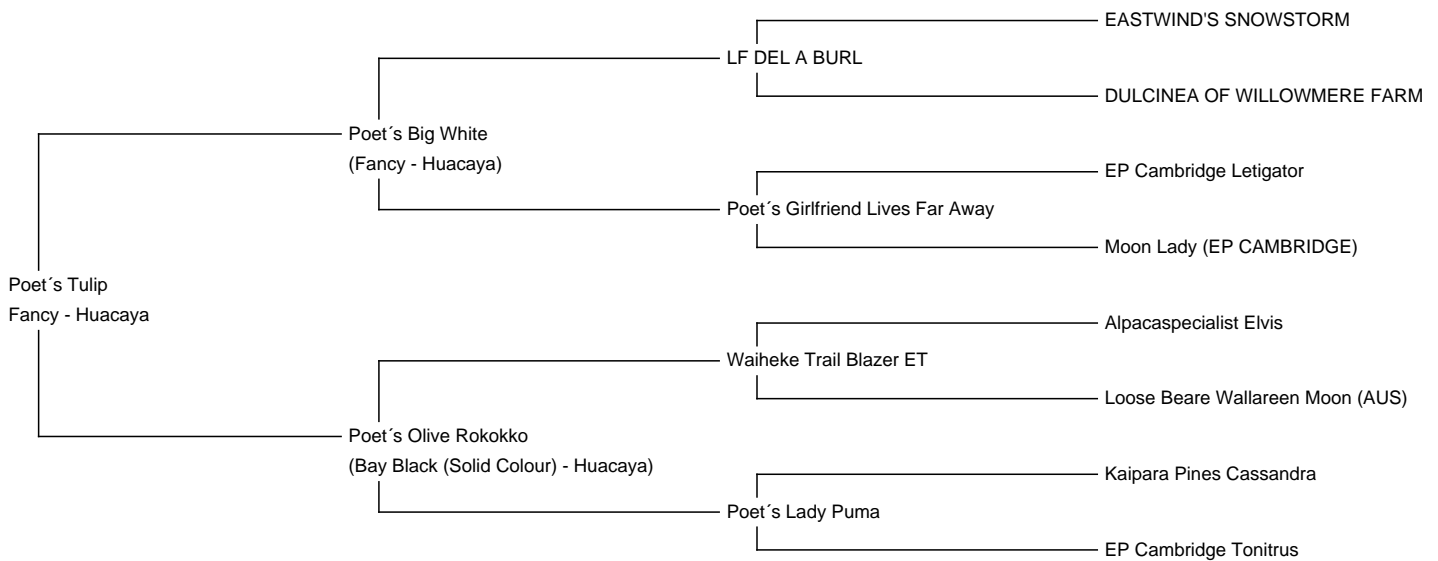 EASTWIND'S SNOWSTORM
LF DEL A BURL
DULCINEA OF WILLOWMERE FARM
Poet´s Big White
(Fancy - Huacaya)
EP Cambridge Letigator
Poet´s Girlfriend Lives Far Away
Moon Lady (EP CAMBRIDGE)
Poet´s Tulip
Fancy - Huacaya
Alpacaspecialist Elvis
Waiheke Trail Blazer ET
Loose Beare Wallareen Moon (AUS)
Poet´s Olive Rokokko
(Bay Black (Solid Colour) - Huacaya)
Kaipara Pines Cassandra
Poet´s Lady Puma
EP Cambridge Tonitrus